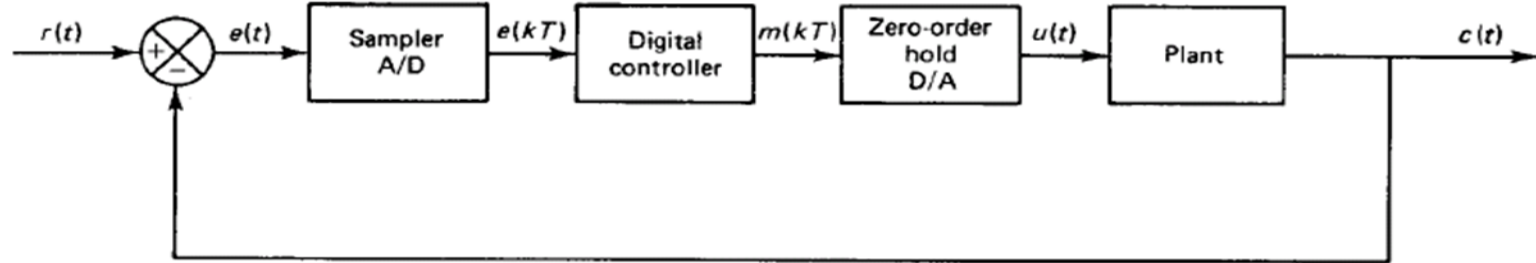 r(t)
+
−
e(t)
Sampler
A/D
e(kT)
Digital
controller
m(kT)
Zero-order
hold
D/A
u(t)
Plant
c(t)